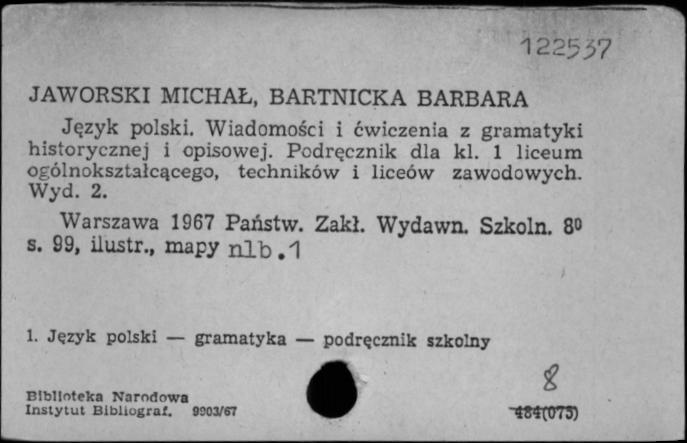 122537
JAWORSKI MICHAŁ, BARTNICKA BARBARA
Język polski. Wiadomości i ćwiczenia z gramatyki
historycznej i opisowej. Podręcznik dla kl. 1 liceum
ogólnokształcącego, techników i liceów zawodowych.
Wyd. 2.
Warszawa 1967 Państw. Zakł. Wydawn. Szkoln. 8º
s. 99, ilustr., mapy nlb.1
1. Język polski — gramatyka — podręcznik szkolny
8
Biblioteka Narodowa
Instytut Bibliograf. 9903/67
484(075)